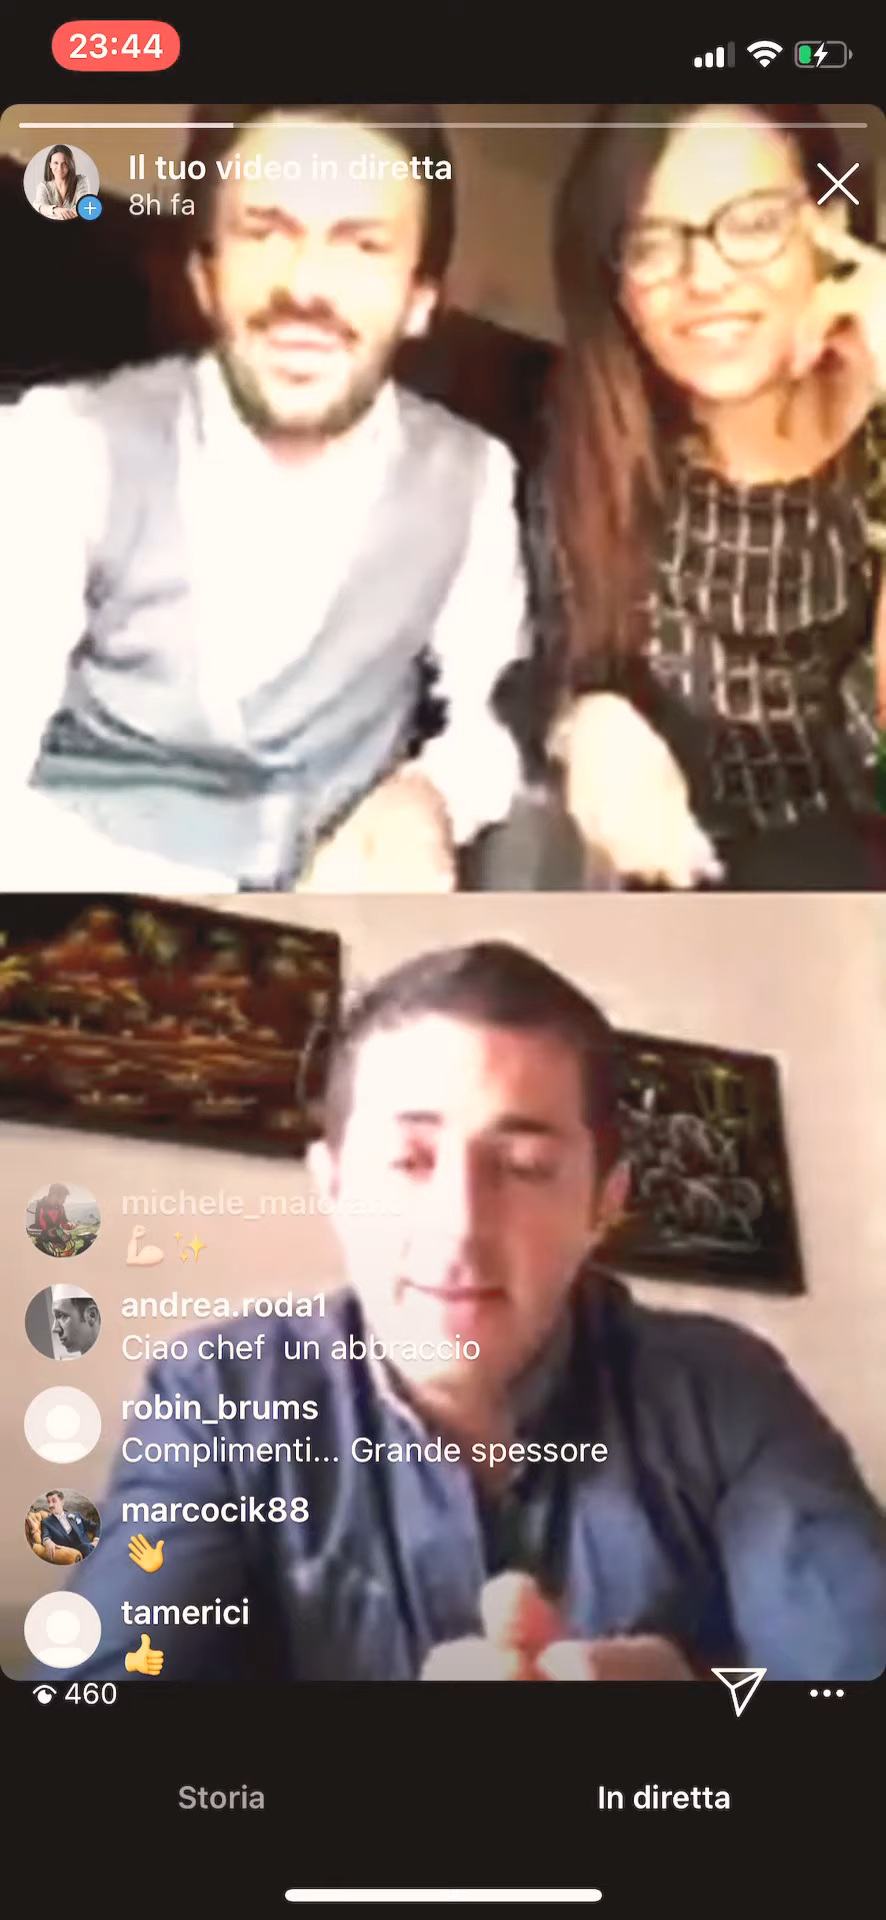 23:44
Il tuo video in diretta
8h fa
💪✨
andrea.roda1
Ciao chef un abbraccio
robin_brums
Complimenti... Grande spessore
marcocik88
👋
tamerici
👍
460
Storia
In diretta